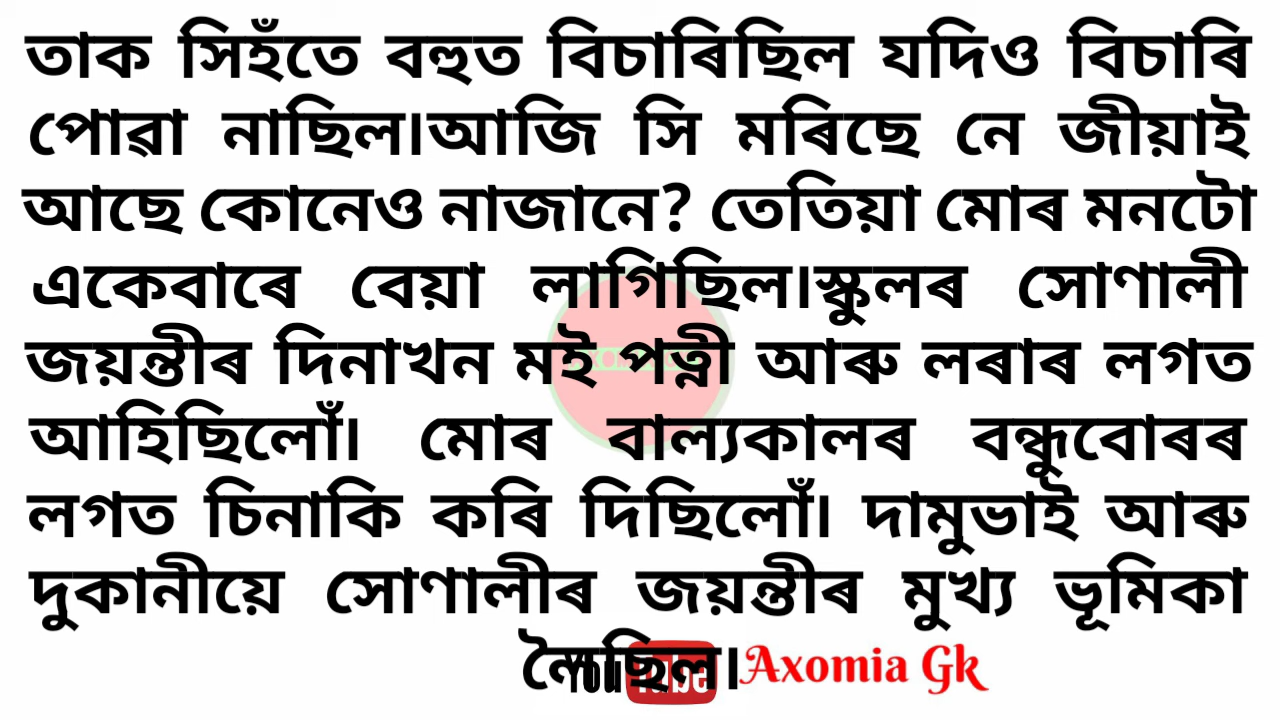 তাক সিহঁতে বহুত বিচাৰিছিল যদিও বিচাৰি
পোৱা নাছিল।আজি সি মৰিছে নে জীয়াই
আছে কোনেও নাজানে? তেতিয়া মোৰ মনটো
একেবাৰে বেয়া লাগিছিল।স্কুলৰ সোণালী
জয়ন্তীৰ দিনাখন মই পত্নী আৰু লৰাৰ লগত
আহিছিলোঁ। মোৰ বাল্যকালৰ বন্ধুবোৰৰ
লগত চিনাকি কৰি দিছিলোঁ। দামুভাই আৰু
দুকানীয়ে সোণালীৰ জয়ন্তীৰ মুখ্য ভূমিকা
লৈছিল।
YouTube Axomia Gk